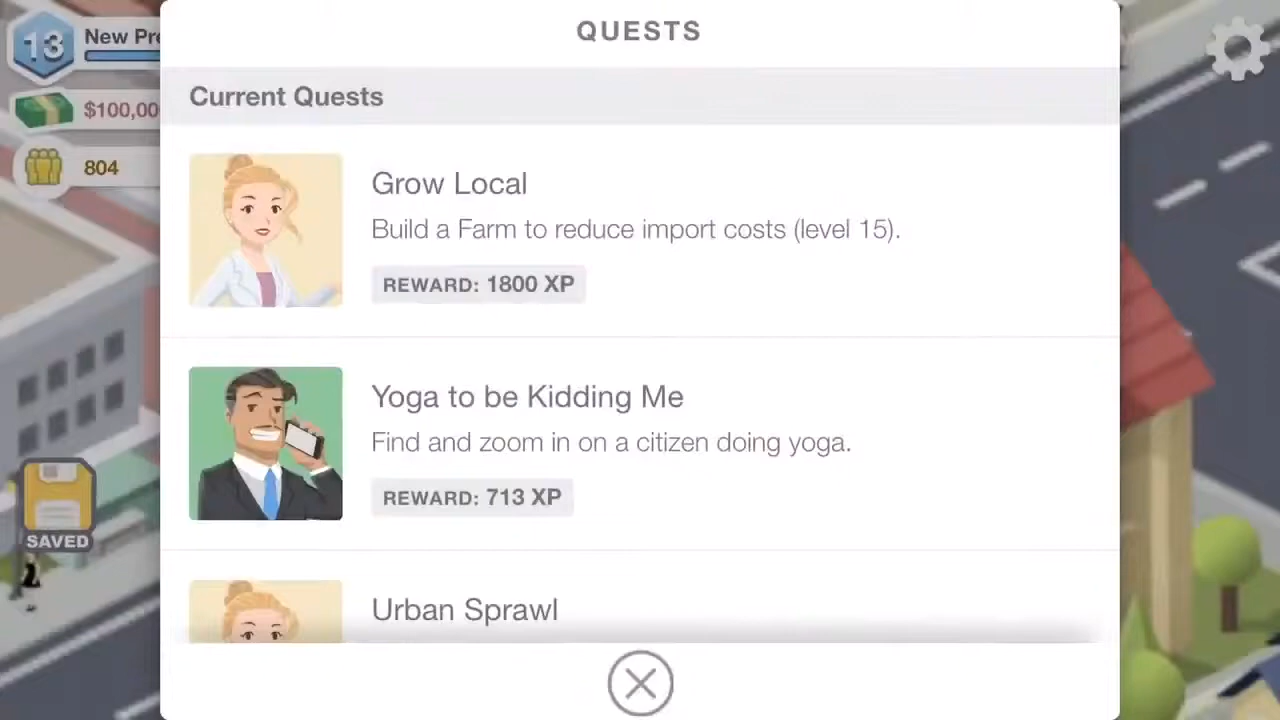 QUESTS
13 New Pre
Current Quests
$100,00
804
Grow Local
Build a Farm to reduce import costs (level 15).
REWARD: 1800 XP
Yoga to be Kidding Me
Find and zoom in on a citizen doing yoga.
REWARD: 713 XP
SAVED
Urban Sprawl